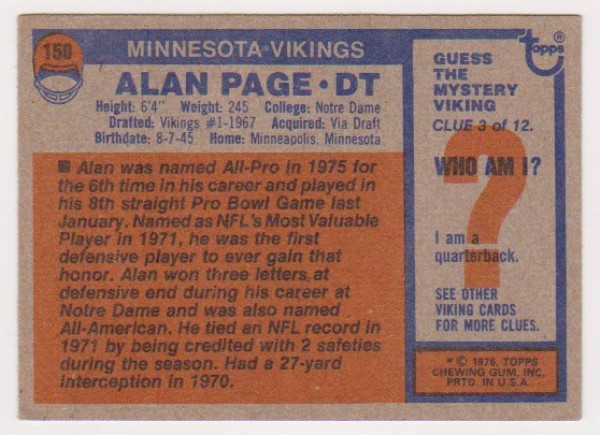 150
MINNESOTA VIKINGS
ALAN PAGE • DT
Height: 6'4" Weight: 245 College: Notre Dame
Drafted: Vikings #1-1967 Acquired: Via Draft
Birthdate: 8-7-45 Home: Minneapolis, Minnesota
■ Alan was named All-Pro in 1975 for
the 6th time in his career and played in
his 8th straight Pro Bowl Game last
January. Named as NFL's Most Valuable
Player in 1971, he was the first
defensive player to ever gain that
honor. Alan won three letters at
defensive end during his career at
Notre Dame and was also named
All-American. He tied an NFL record in
1971 by being credited with 2 safeties
during the season. Had a 27-yard
interception in 1970.
topps ®
GUESS
THE
MYSTERY
VIKING
CLUE 3 of 12.
WHO AM I?
?
I am a
quarterback.
SEE OTHER
VIKING CARDS
FOR MORE CLUES.
* © 1976, TOPPS
CHEWING GUM, INC.
PRTD. IN U.S.A.